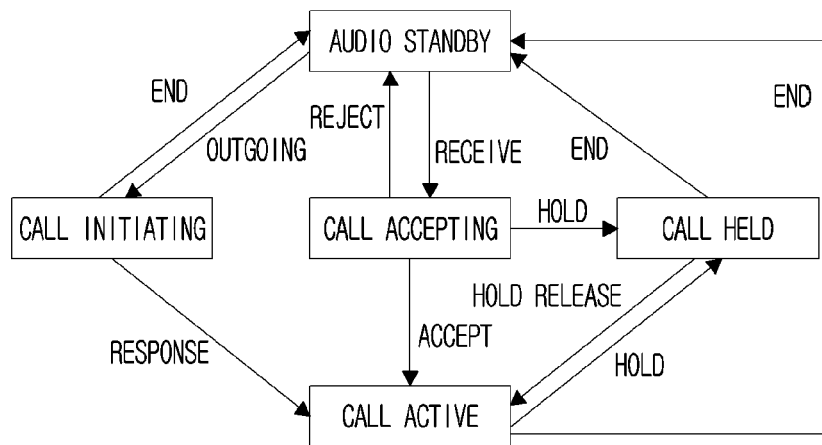 AUDIO STANDBY
END
END
REJECT
OUTGOING
RECEIVE
END
HOLD
CALL INITIATING
CALL ACCEPTING
CALL HELD
HOLD RELEASE
RESPONSE
ACCEPT
HOLD
CALL ACTIVE